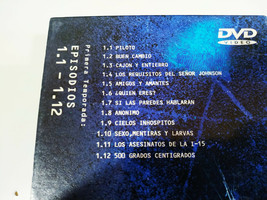 Primera Temporada:
EPISODIOS
1.1 - 1.12
DVD
VIDEO
1.1 PILOTO
1.2 BUEN CAMBIO
1.3 CAJON Y ENTIERRO
1.4 LOS REQUISITOS DEL SEÑOR JOHNSON
1.5 AMIGOS Y AMANTES
1.6 ¿QUIEN ERES?
1.7 SI LAS PAREDES HABLARAN
1.8 ANONIMO
1.9 CIELOS INHOSPITOS
1.10 SEXO,MENTIRAS Y LARVAS
1.11 LOS ASESINATOS DE LA 1-15
1.12 500 GRADOS CENTIGRADOS